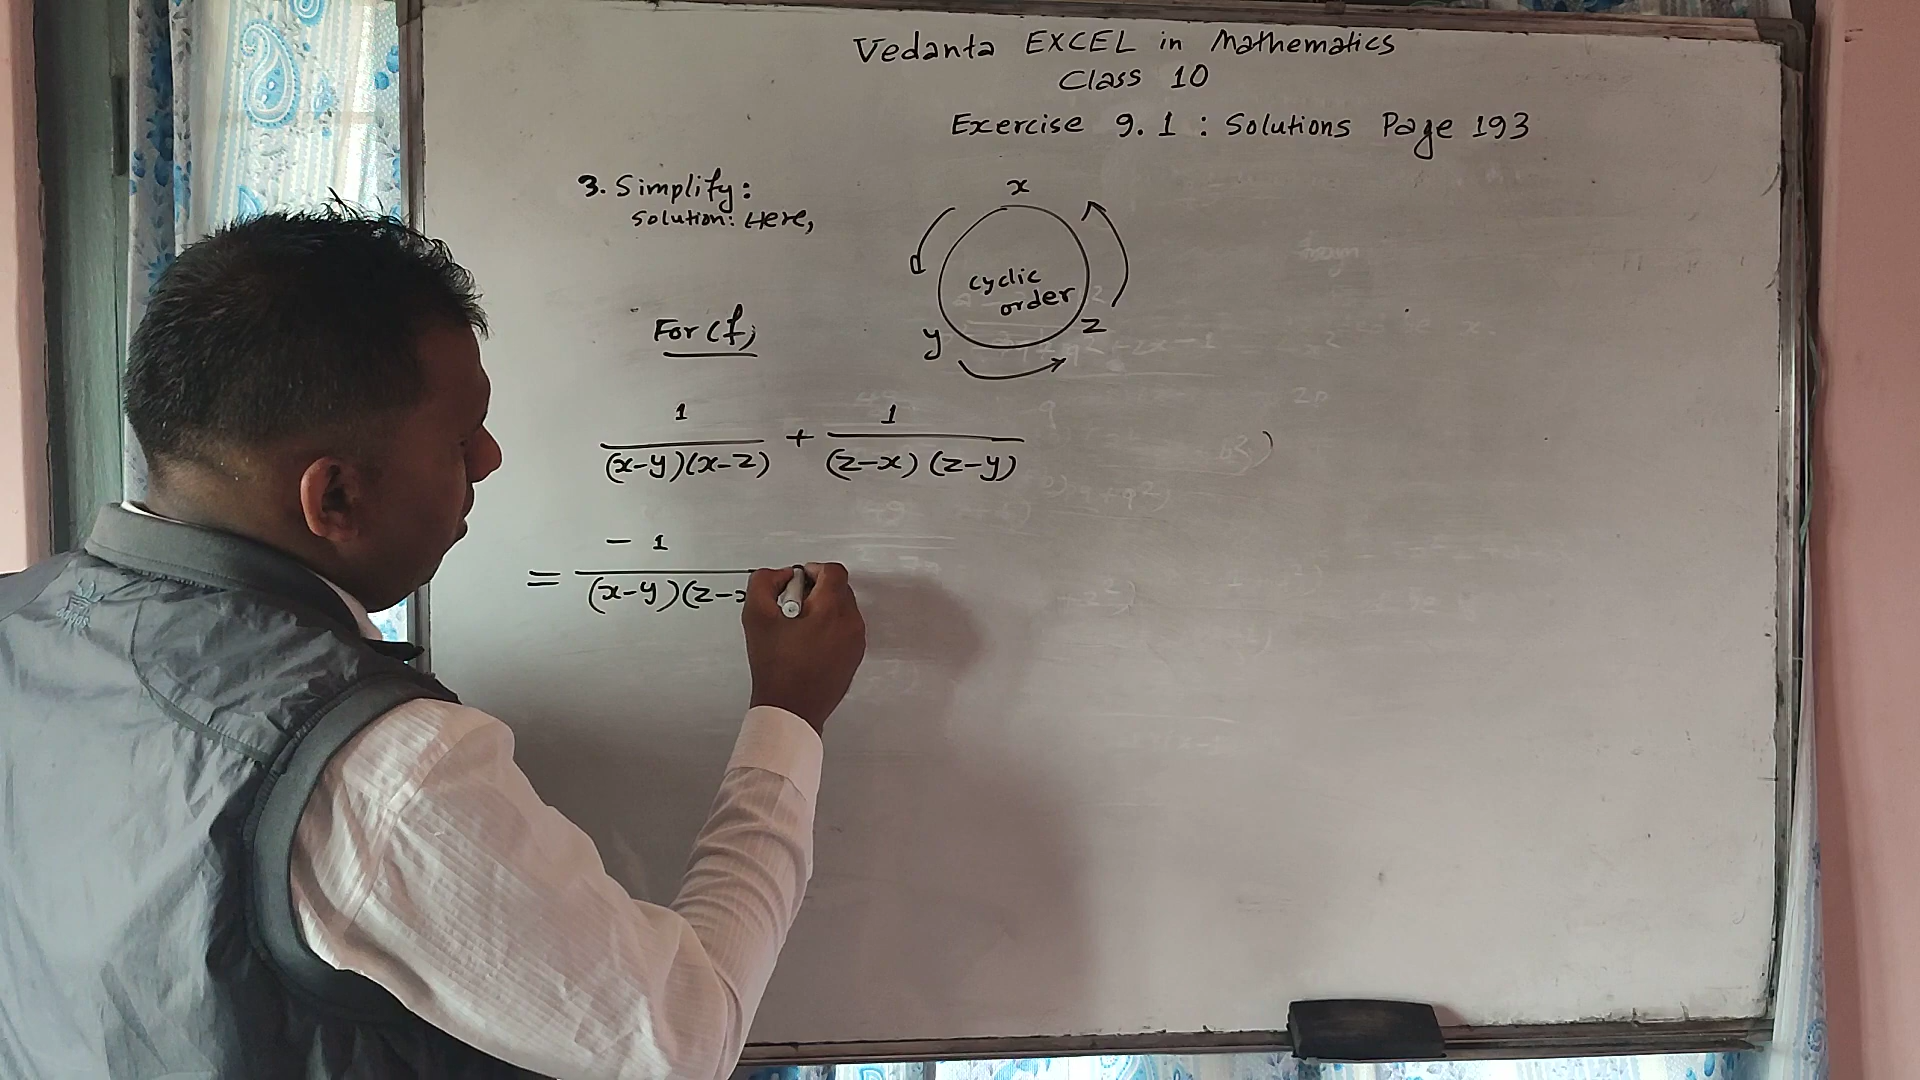 Vedanta EXCEL in Mathematics
Class 10
Exercise 9.1 : Solutions Page 193
3. Simplify:
Solution: Here,
x
cyclic
order
y z
For (f)
1/((x-y)(x-z)) + 1/((z-x)(z-y))
= -1/((x-y)(z-x